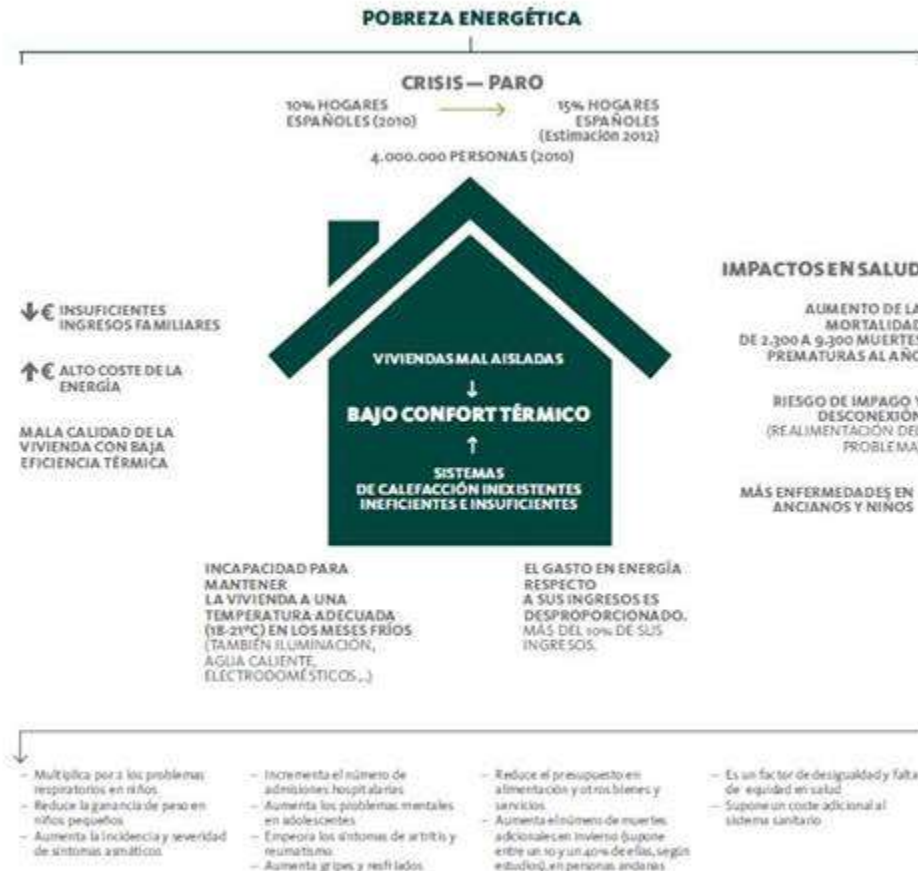 POBREZA ENERGÉTICA
CRISIS — PARO
10% HOGARES
ESPAÑOLES (2010)
15% HOGARES
ESPAÑOLES
(Estimación 2012)
4.000.000 PERSONAS (2010)
€ INSUFICIENTES
INGRESOS FAMILIARES
€ ALTO COSTE DE LA
ENERGÍA
MALA CALIDAD DE LA
VIVIENDA CON BAJA
EFICIENCIA TÉRMICA
VIVIENDAS MAL AISLADAS
BAJO CONFORT TÉRMICO
SISTEMAS
DE CALEFACCIÓN INEXISTENTES
INEFICIENTES E INSUFICIENTES
IMPACTOS EN SALUD
AUMENTO DE LA
MORTALIDAD
DE 2.300 A 9.300 MUERTES
PREMATURAS AL AÑO
RIESGO DE IMPAGO Y
DESCONEXIÓN
(REALIMENTACIÓN DEL
PROBLEMA
MÁS ENFERMEDADES EN
ANCIANOS Y NIÑOS
INCAPACIDAD PARA
MANTENER
LA VIVIENDA A UNA
TEMPERATURA ADECUADA
(18-21°C) EN LOS MESES FRÍOS
(TAMBIÉN ILUMINACIÓN,
AGUA CALIENTE,
ELECTRODOMÉSTICOS...)
EL GASTO EN ENERGÍA
RESPECTO
A SUS INGRESOS ES
DESPROPORCIONADO.
MÁS DEL 10% DE SUS
INGRESOS.
– Multiplica por 2 los problemas
respiratorios en niños
– Reduce la ganancia de peso en
niños pequeños
– Aumenta la incidencia y severidad
de síntomas asmáticos
– Incrementa el número de
admisiones hospitalarias
– Aumenta los problemas mentales
en adolescentes
– Empeora los síntomas de artritis y
reumatismo
– Aumenta gripes y resfriados
– Reduce el presupuesto en
alimentación y otros bienes y
servicios
– Aumenta el número de muertes
adicionales en invierno (supone
entre un 10 y un 40% de ellas, según
estudios), en personas ancianas
– Es un factor de desigualdad y falta
de equidad en salud
– Supone un coste adicional al
sistema sanitario